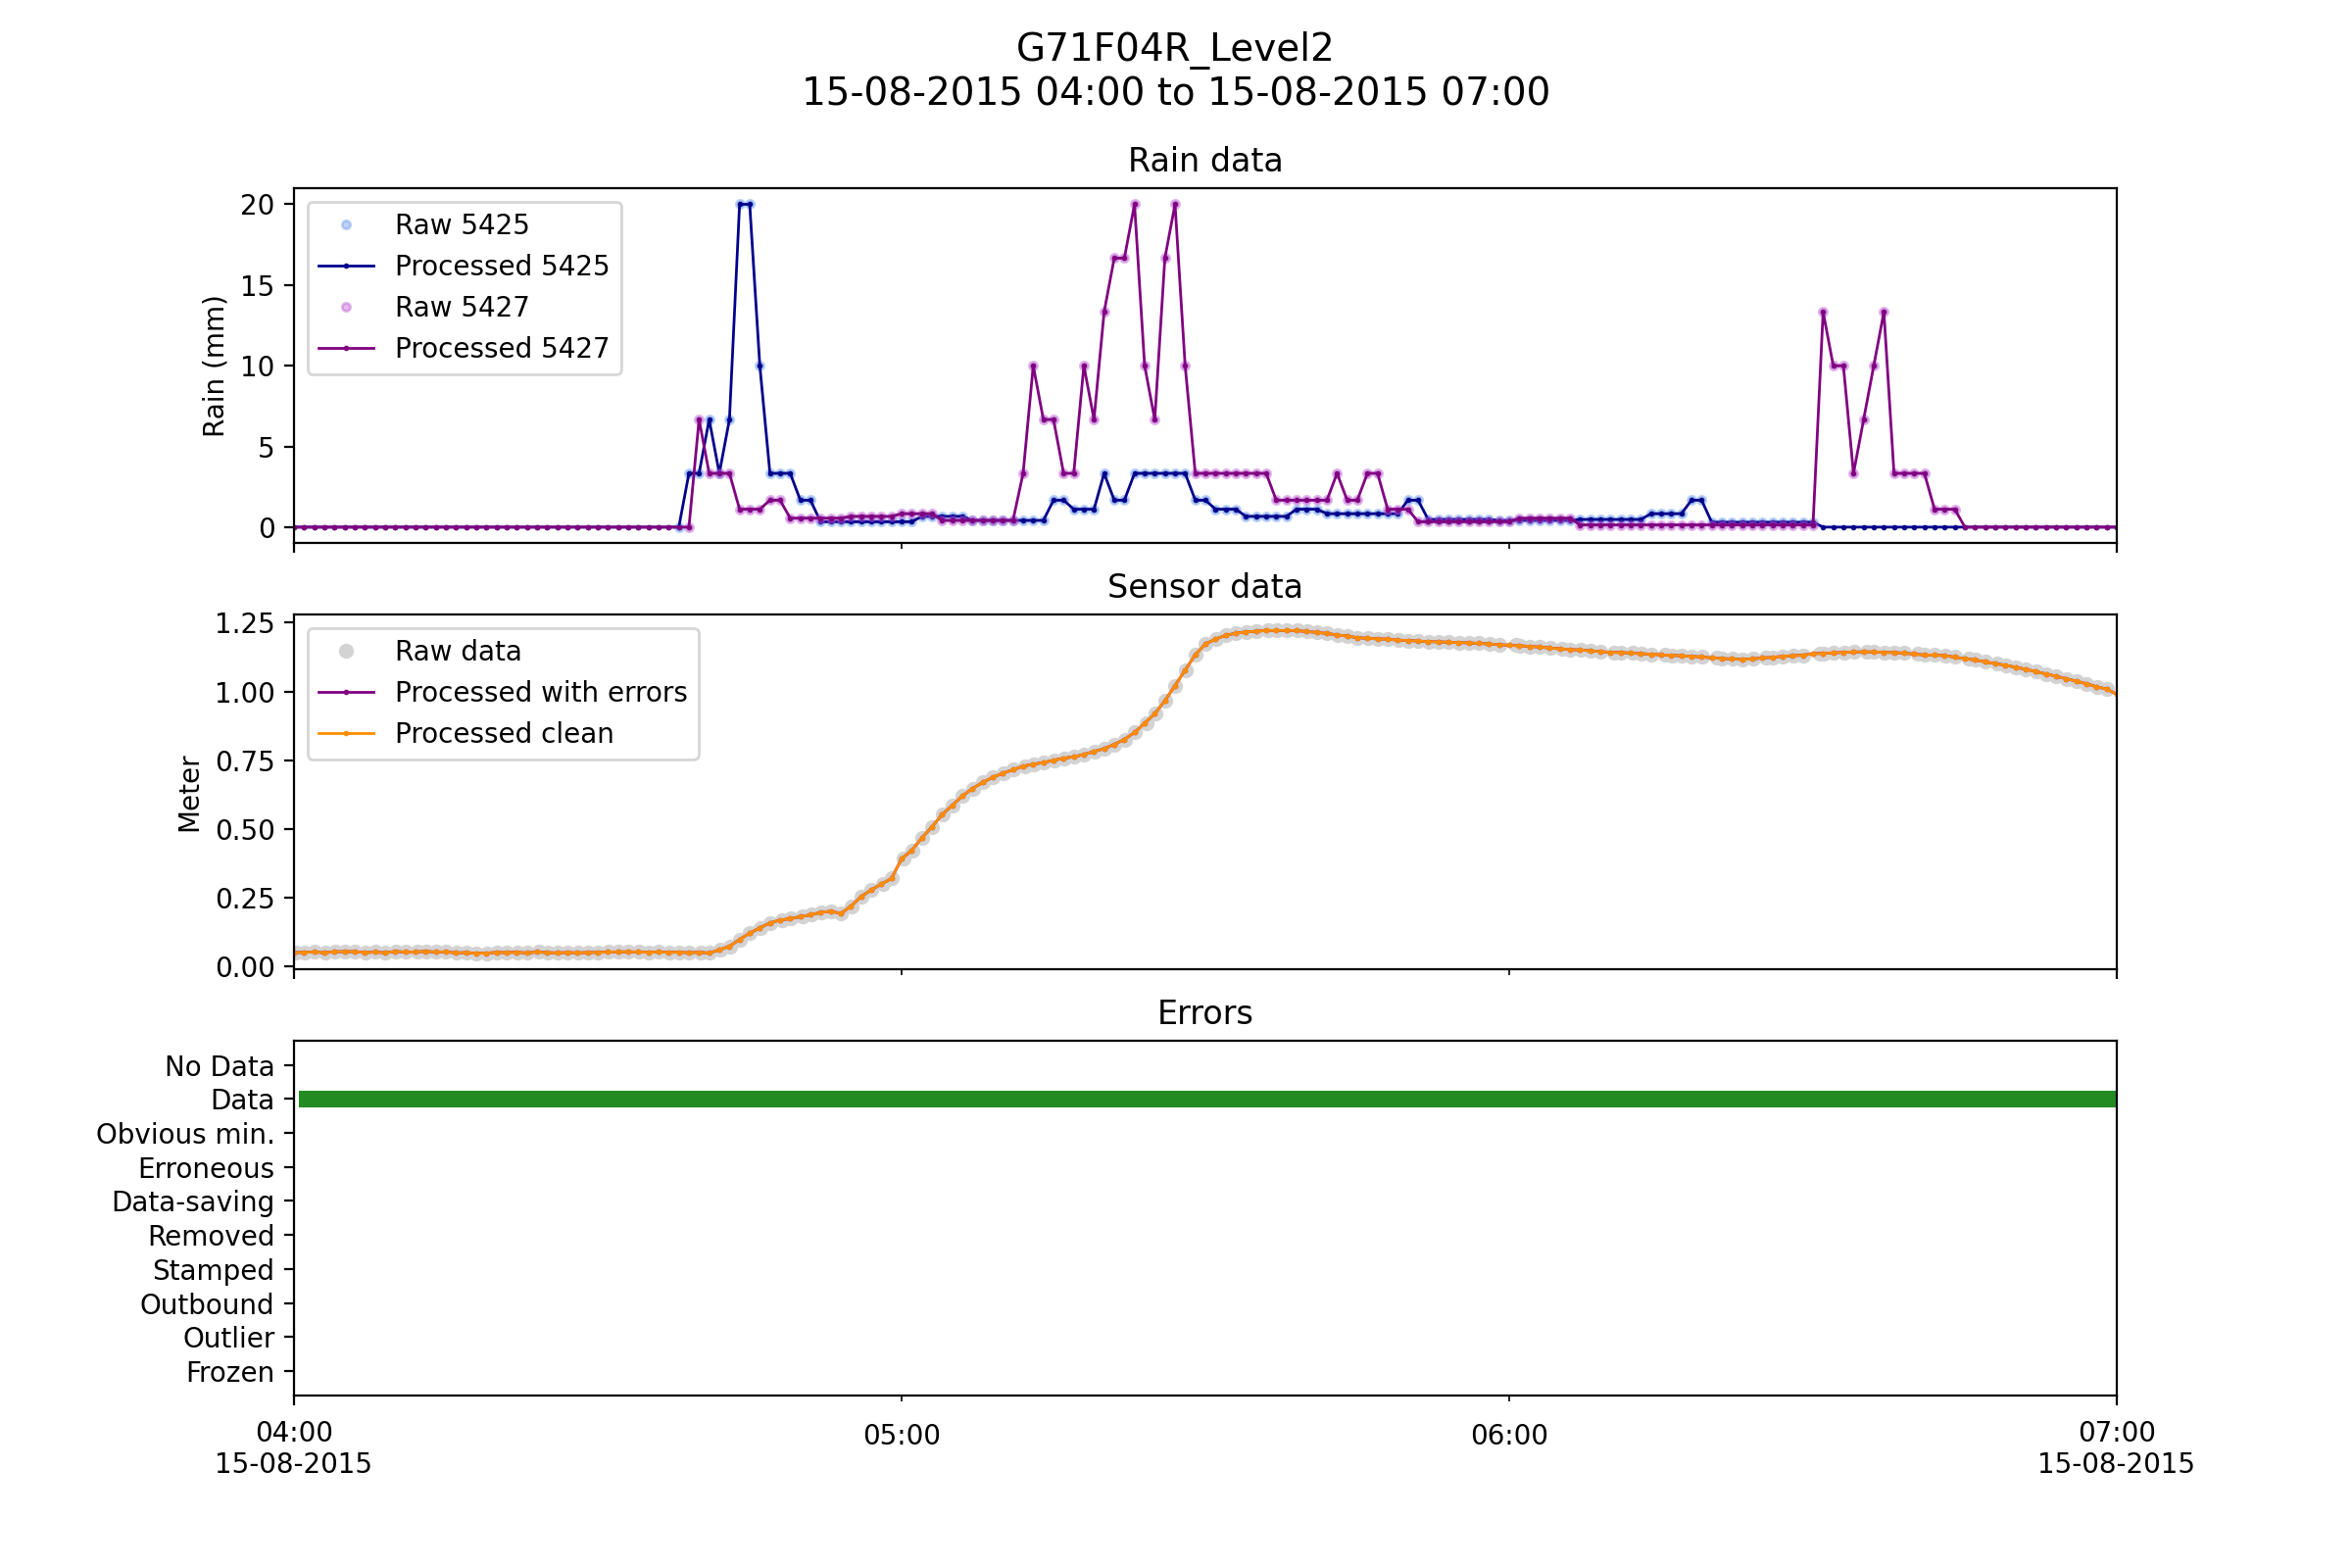 G71F04R_Level2
15-08-2015 04:00 to 15-08-2015 07:00
Rain data
20
15
10
5
0
Rain (mm)
Raw 5425
Processed 5425
Raw 5427
Processed 5427
Sensor data
1.25
1.00
0.75
0.50
0.25
0.00
Meter
Raw data
Processed with errors
Processed clean
Errors
No Data
Data
Obvious min.
Erroneous
Data-saving
Removed
Stamped
Outbound
Outlier
Frozen
04:00
15-08-2015
05:00
06:00
07:00
15-08-2015